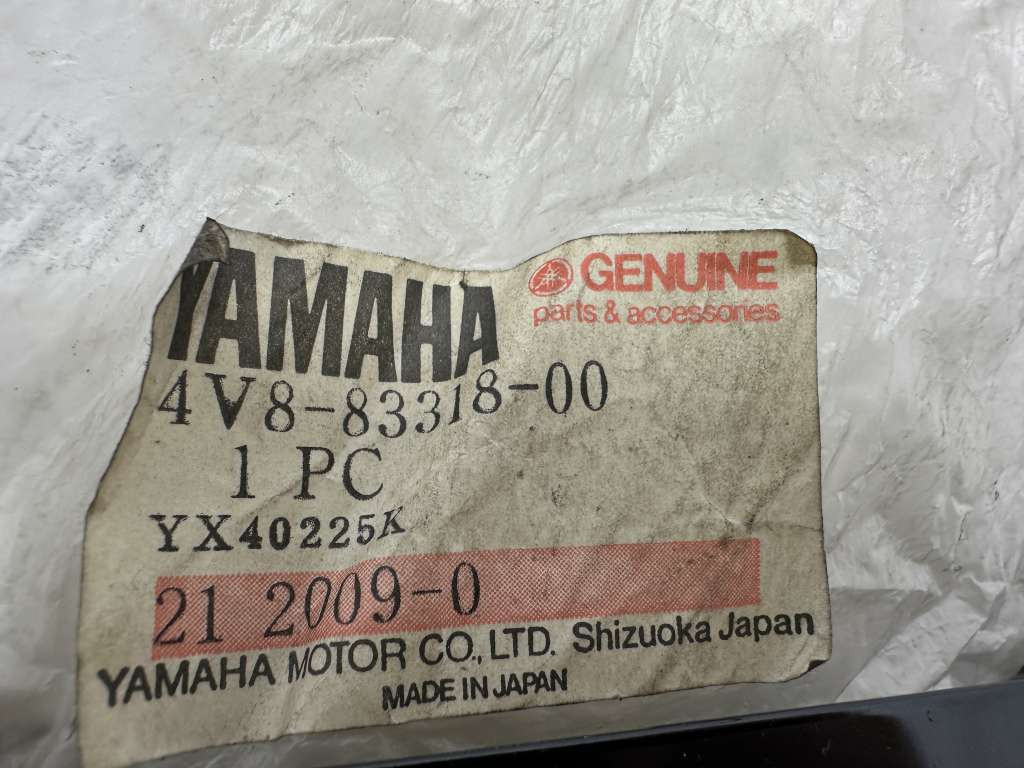 YAMAHA
GENUINE
parts & accessories
4V8-83318-00
1 PC
YX40225K
21 2009-0
YAMAHA MOTOR CO., LTD. Shizuoka Japan
MADE IN JAPAN